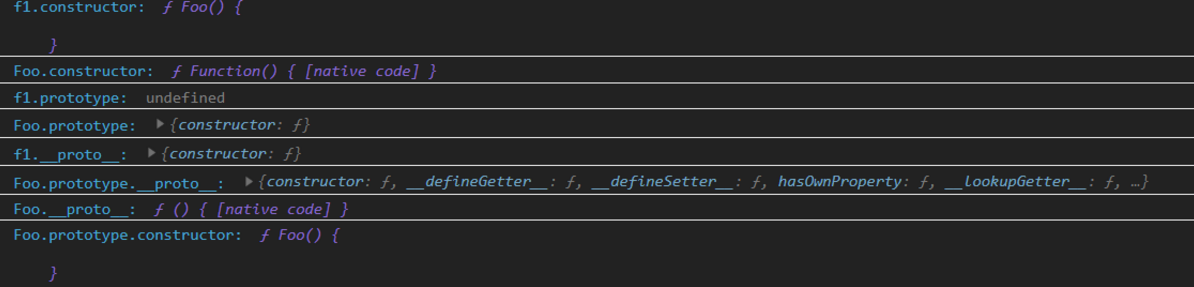 f1.constructor: ƒ Foo() {
}
Foo.constructor: ƒ Function() { [native code] }
f1.prototype: undefined
Foo.prototype: ▶{constructor: ƒ}
f1.__proto__: ▶{constructor: ƒ}
Foo.prototype.__proto__: ▶{constructor: ƒ, __defineGetter__: ƒ, __defineSetter__: ƒ, hasOwnProperty: ƒ, __lookupGetter__: ƒ, …}
Foo.__proto__: ƒ () { [native code] }
Foo.prototype.constructor: ƒ Foo() {
}